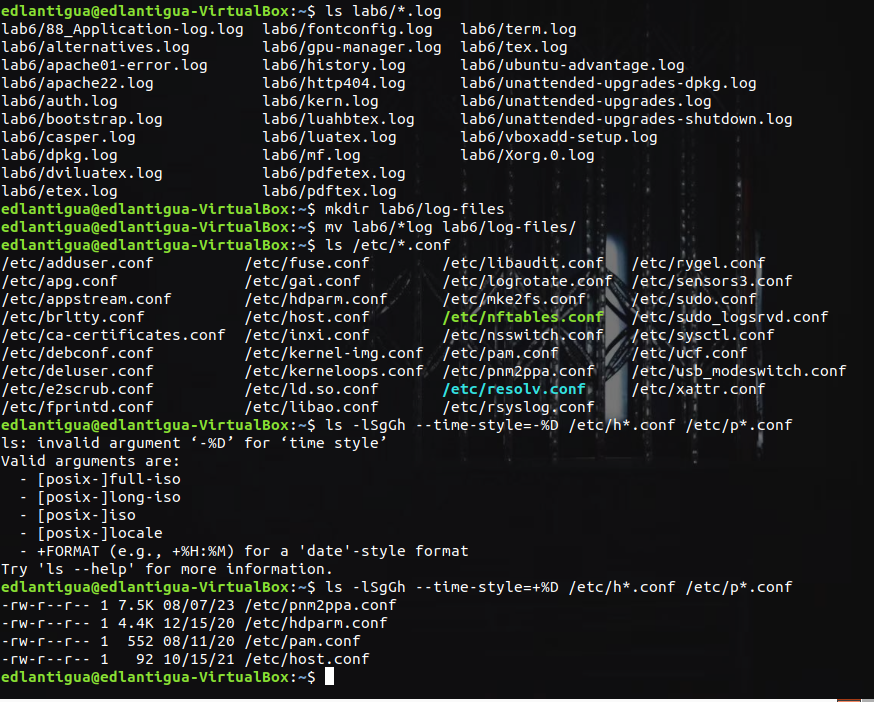 edlantigua@edlantigua-VirtualBox:~$ ls lab6/*.log
lab6/88_Application-log.log  lab6/fontconfig.log   lab6/term.log
lab6/alternatives.log        lab6/gpu-manager.log  lab6/tex.log
lab6/apache01-error.log      lab6/history.log      lab6/ubuntu-advantage.log
lab6/apache22.log            lab6/http404.log      lab6/unattended-upgrades-dpkg.log
lab6/auth.log                lab6/kern.log         lab6/unattended-upgrades.log
lab6/bootstrap.log           lab6/luahbtex.log     lab6/unattended-upgrades-shutdown.log
lab6/casper.log              lab6/luatex.log       lab6/vboxadd-setup.log
lab6/dpkg.log                lab6/mf.log           lab6/Xorg.0.log
lab6/dviluatex.log           lab6/pdfetex.log
lab6/etex.log                lab6/pdftex.log
edlantigua@edlantigua-VirtualBox:~$ mkdir lab6/log-files
edlantigua@edlantigua-VirtualBox:~$ mv lab6/*log lab6/log-files/
edlantigua@edlantigua-VirtualBox:~$ ls /etc/*.conf
/etc/adduser.conf          /etc/fuse.conf        /etc/libaudit.conf   /etc/rygel.conf
/etc/apg.conf              /etc/gai.conf         /etc/logrotate.conf  /etc/sensors3.conf
/etc/appstream.conf        /etc/hdparm.conf      /etc/mke2fs.conf     /etc/sudo.conf
/etc/brltty.conf           /etc/host.conf        /etc/nftables.conf   /etc/sudo_logsrvd.conf
/etc/ca-certificates.conf  /etc/inxi.conf        /etc/nsswitch.conf   /etc/sysctl.conf
/etc/debconf.conf          /etc/kernel-img.conf  /etc/pam.conf        /etc/ucf.conf
/etc/deluser.conf          /etc/kerneloops.conf  /etc/pnm2ppa.conf    /etc/usb_modeswitch.conf
/etc/e2scrub.conf          /etc/ld.so.conf       /etc/resolv.conf     /etc/xattr.conf
/etc/fprintd.conf          /etc/libao.conf       /etc/rsyslog.conf
edlantigua@edlantigua-VirtualBox:~$ ls -lSgGh --time-style=-%D /etc/h*.conf /etc/p*.conf
ls: invalid argument ‘-%D’ for ‘time style’
Valid arguments are:
  - [posix-]full-iso
  - [posix-]long-iso
  - [posix-]iso
  - [posix-]locale
  - +FORMAT (e.g., +%H:%M) for a 'date'-style format
Try 'ls --help' for more information.
edlantigua@edlantigua-VirtualBox:~$ ls -lSgGh --time-style=+%D /etc/h*.conf /etc/p*.conf
-rw-r--r-- 1 7.5K 08/07/23 /etc/pnm2ppa.conf
-rw-r--r-- 1 4.4K 12/15/20 /etc/hdparm.conf
-rw-r--r-- 1  552 08/11/20 /etc/pam.conf
-rw-r--r-- 1   92 10/15/21 /etc/host.conf
edlantigua@edlantigua-VirtualBox:~$